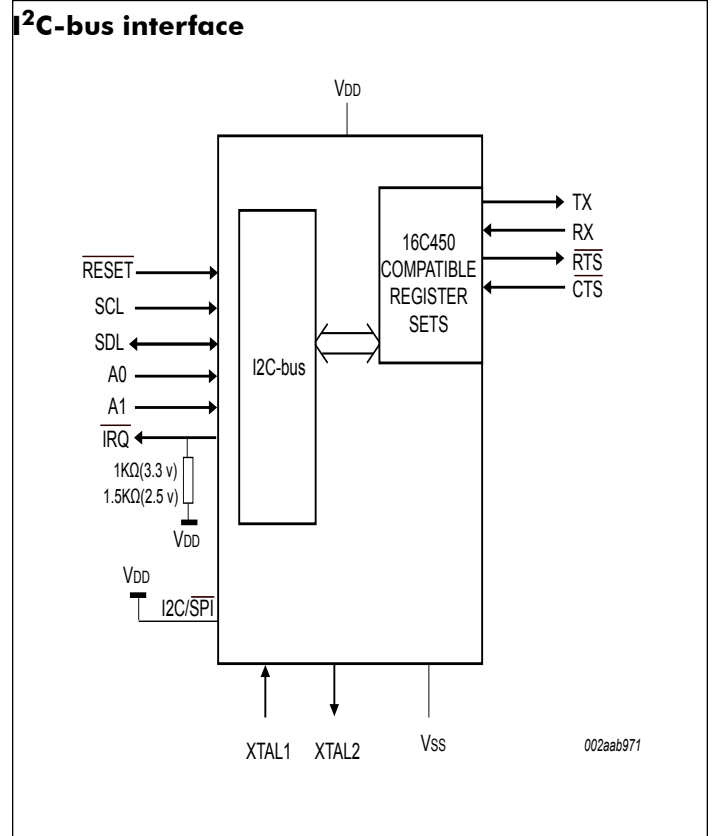 I²C-bus interface
VDD
TX
RX
RTS
CTS
16C450
COMPATIBLE
REGISTER
SETS
RESET
SCL
SDL
A0
A1
IRQ
I2C-bus
1KΩ(3.3 v)
1.5KΩ(2.5 v)
VDD
VDD
I2C/SPI
XTAL1
XTAL2
VSS
002aab971